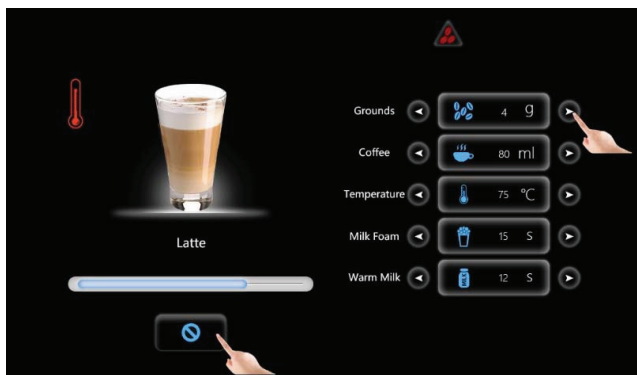 Grounds 4 g
Coffee 80 ml
Temperature 75 °C
Milk Foam 15 S
Warm Milk 12 S
Latte